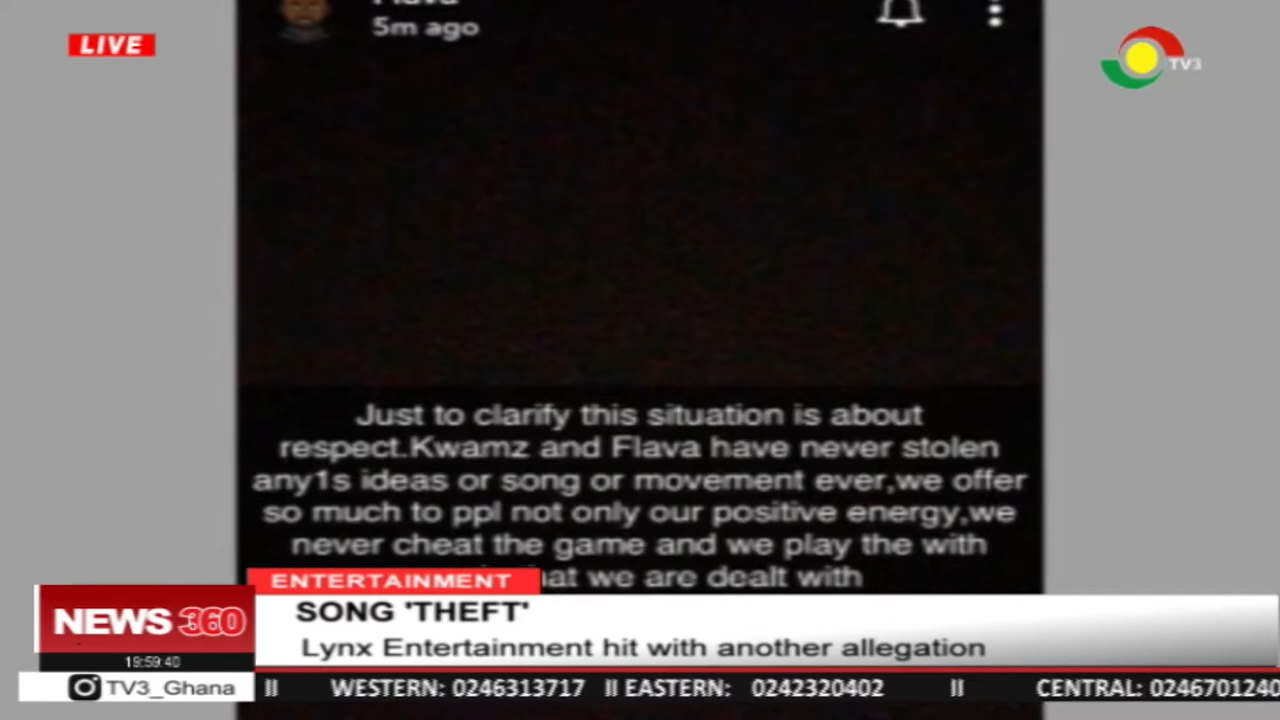 LIVE
5m ago
TV3
Just to clarify this situation is about
respect.Kwamz and Flava have never stolen
any1s ideas or song or movement ever,we offer
so much to ppl not only our positive energy,we
never cheat the game and we play the with
we are dealt with
ENTERTAINMENT
SONG 'THEFT'
Lynx Entertainment hit with another allegation
NEWS 360
19:59:40
TV3_Ghana
|| WESTERN: 0246313717 || EASTERN: 0242320402 || CENTRAL: 0246701240